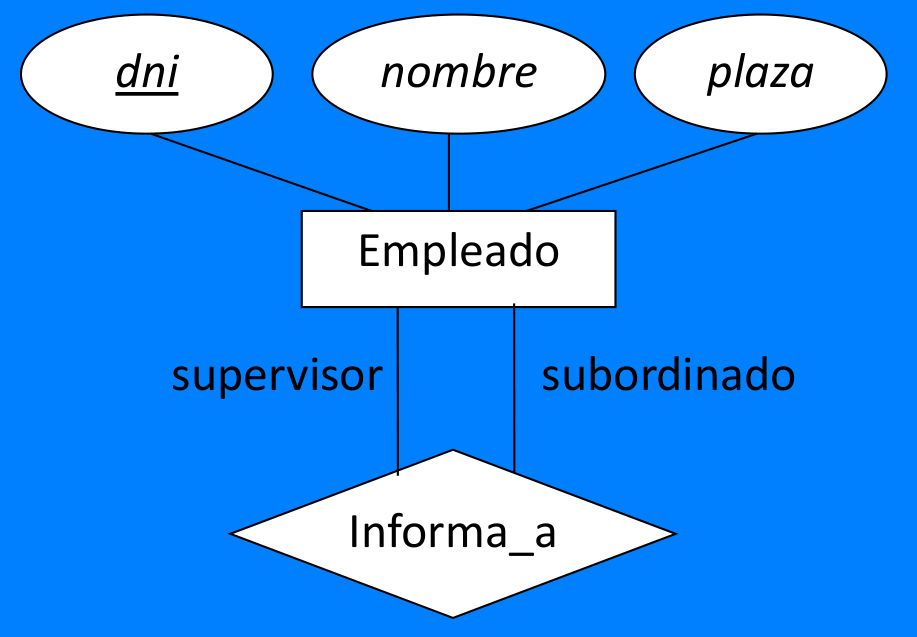 dni
nombre
plaza
Empleado
supervisor
subordinado
Informa_a